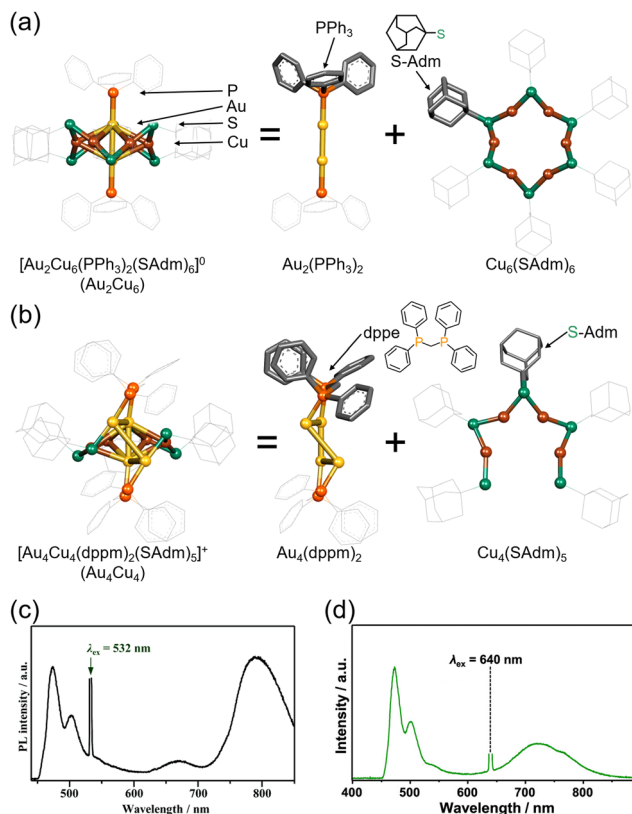 (a)
PPh₃
S
S-Adm
P
Au
S
Cu
=
+
[Au₂Cu₆(PPh₃)₂(SAdm)₆]⁰
(Au₂Cu₆)
Au₂(PPh₃)₂
Cu₆(SAdm)₆
(b)
dppe
P P
S-Adm
=
+
[Au₄Cu₄(dppm)₂(SAdm)₅]⁺
(Au₄Cu₄)
Au₄(dppm)₂
Cu₄(SAdm)₅
(c)
λex = 532 nm
PL intensity / a.u.
500 600 700 800
Wavelength / nm
(d)
λex = 640 nm
Intensity / a.u.
400 500 600 700 800
Wavelength / nm